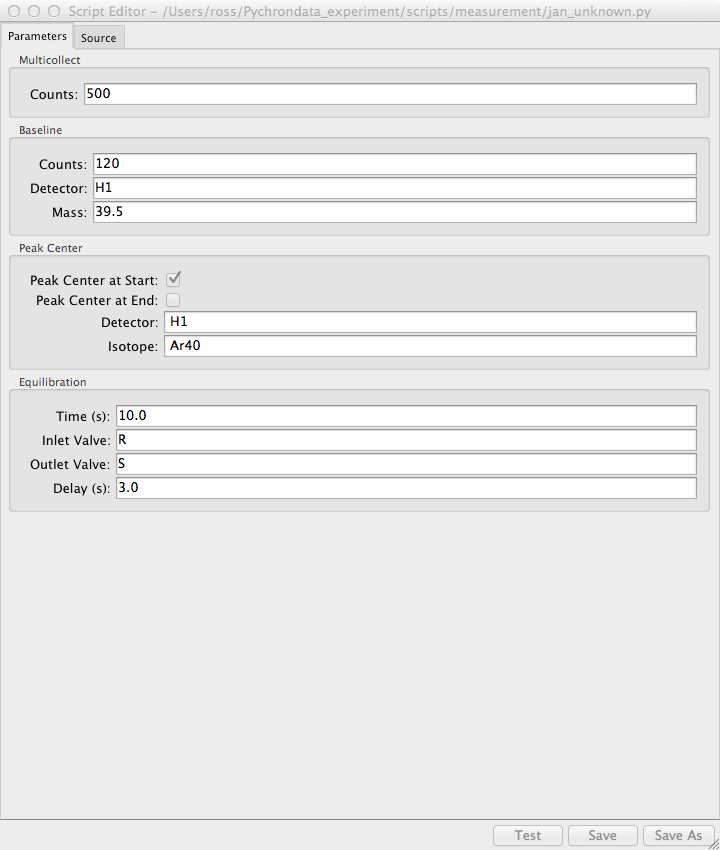 Script Editor – /Users/ross/Pychrondata_experiment/scripts/measurement/jan_unknown.py
Parameters Source
Multicollect
Counts: 500
Baseline
Counts: 120
Detector: H1
Mass: 39.5
Peak Center
Peak Center at Start:
Peak Center at End:
Detector: H1
Isotope: Ar40
Equilibration
Time (s): 10.0
Inlet Valve: R
Outlet Valve: S
Delay (s): 3.0
Test Save Save As